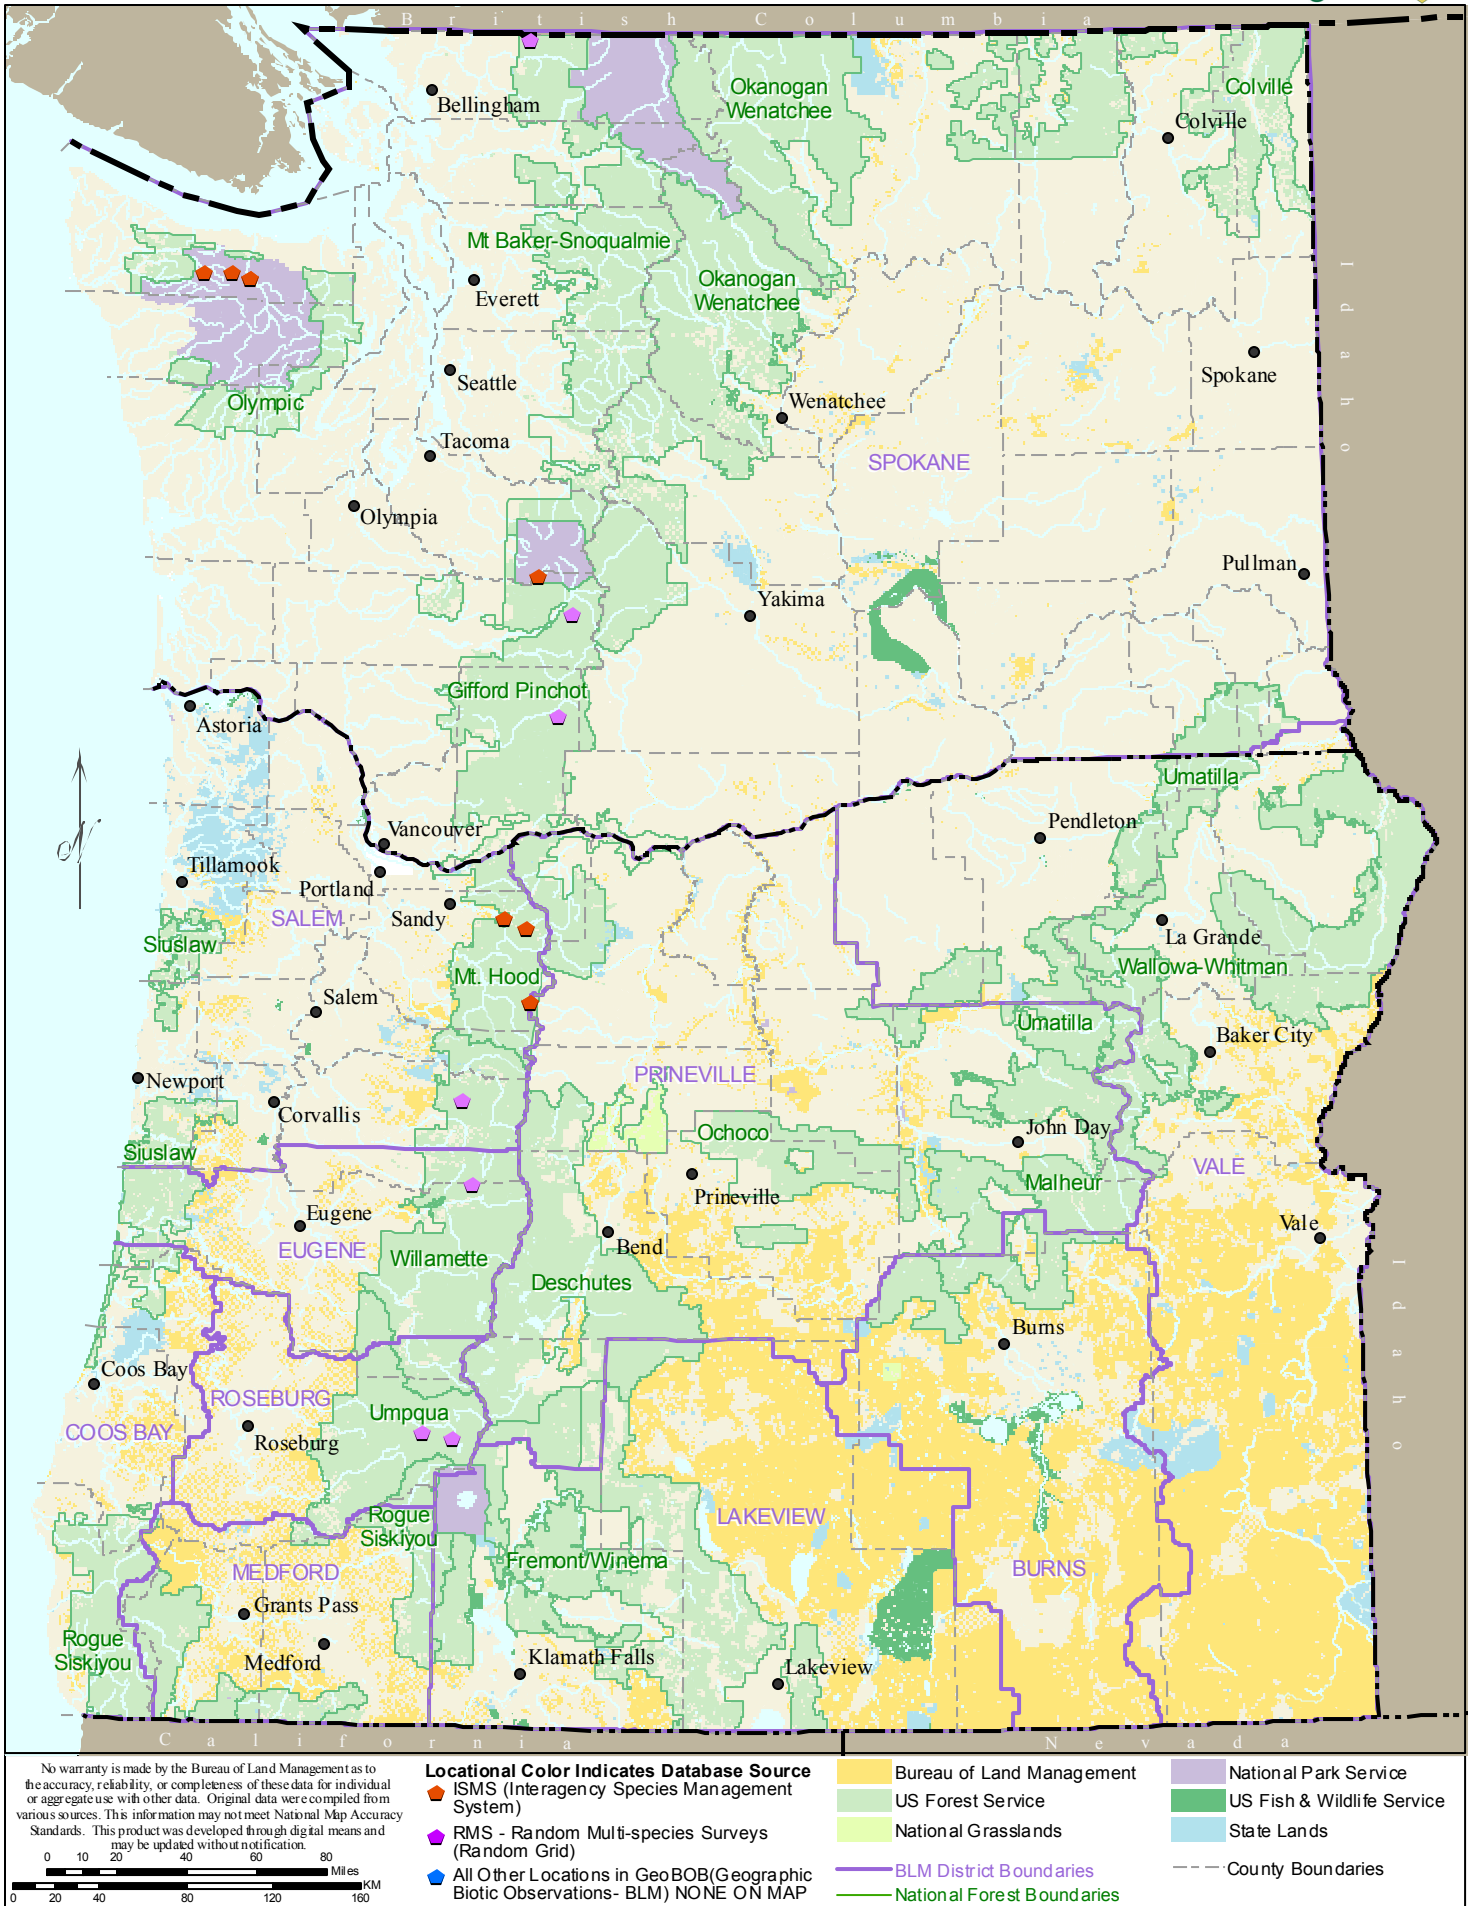 British Columbia
Okanogan
Wenatchee
Colville
Bellingham
Colville
Mt Baker-Snoqualmie
Okanogan
Wenatchee
Everett
Idaho
Seattle
Spokane
Olympic
Wenatchee
Tacoma
SPOKANE
Olympia
Pullman
Yakima
Gifford Pinchot
Astoria
Umatilla
Vancouver
Pendleton
Tillamook
Portland
Sandy
SALEM
La Grande
Siuslaw
Mt. Hood
Wallowa-Whitman
Salem
Umatilla
Baker City
Newport
PRINEVILLE
Corvallis
John Day
Ochoco
Siuslaw
VALE
Malheur
Prineville
Eugene
Vale
EUGENE
Willamette
Bend
Deschutes
Idaho
Burns
Coos Bay
ROSEBURG
Umpqua
COOS BAY
Roseburg
Rogue
Siskiyou
LAKEVIEW
Fremont/Winema
BURNS
MEDFORD
Grants Pass
Rogue
Siskiyou
Medford
Klamath Falls
Lakeview
California
Nevada
No warranty is made by the Bureau of Land Management as to
the accuracy, reliability, or completeness of these data for individual
or aggregate use with other data. Original data were compiled from
various sources. This information may not meet National Map Accuracy
Standards. This product was developed through digital means and
may be updated without notification.
0 10 20 40 60 80
Miles
KM
0 20 40 80 120 160
Locational Color Indicates Database Source
ISMS (Interagency Species Management
System)
RMS - Random Multi-species Surveys
(Random Grid)
All Other Locations in GeoBOB(Geographic
Biotic Observations- BLM) NONE ON MAP
Bureau of Land Management
US Forest Service
National Grasslands
BLM District Boundaries
National Forest Boundaries
National Park Service
US Fish & Wildlife Service
State Lands
County Boundaries